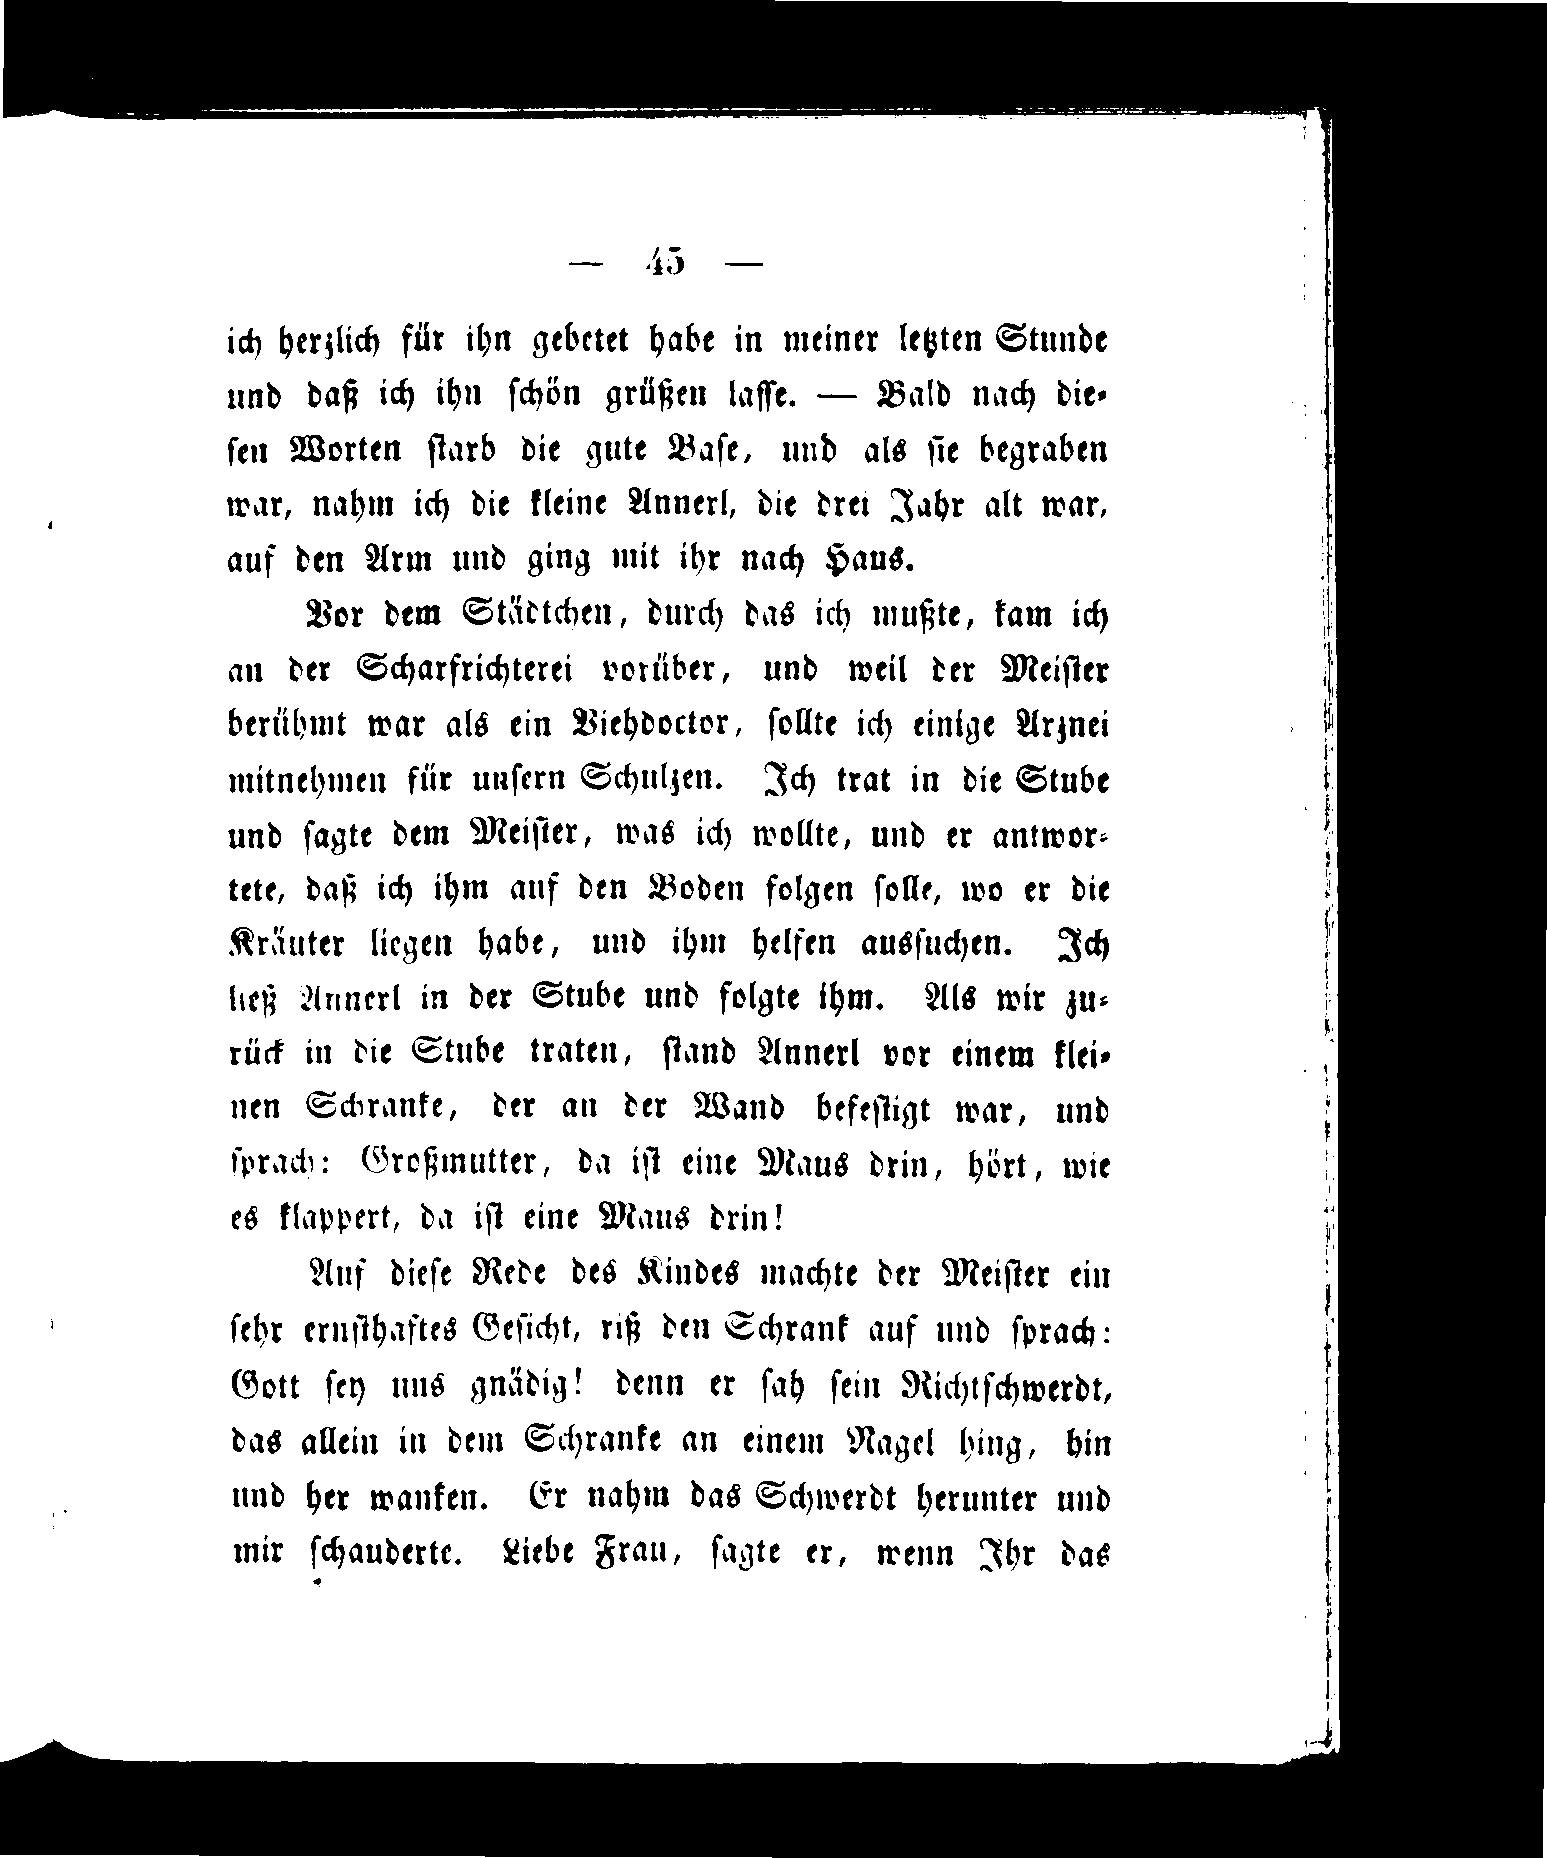 — 45 —
ich herzlich für ihn gebetet habe in meiner letzten Stunde
und daß ich ihn schön grüßen lasse. — Bald nach die-
sen Worten starb die gute Base, und als sie begraben
war, nahm ich die kleine Annerl, die drei Jahr alt war,
auf den Arm und ging mit ihr nach Haus.
Vor dem Städtchen, durch das ich mußte, kam ich
an der Scharfrichterei vorüber, und weil der Meister
berühmt war als ein Viehdoctor, sollte ich einige Arznei
mitnehmen für unsern Schulzen. Ich trat in die Stube
und sagte dem Meister, was ich wollte, und er antwor-
tete, daß ich ihm auf den Boden folgen solle, wo er die
Kräuter liegen habe, und ihm helfen aussuchen. Ich
ließ Annerl in der Stube und folgte ihm. Als wir zu-
rück in die Stube traten, stand Annerl vor einem klei-
nen Schranke, der an der Wand befestigt war, und
sprach: Großmutter, da ist eine Maus drin, hört, wie
es klappert, da ist eine Maus drin!
Auf diese Rede des Kindes machte der Meister ein
sehr ernsthaftes Gesicht, riß den Schrank auf und sprach:
Gott sey uns gnädig! denn er sah sein Richtschwerdt,
das allein in dem Schranke an einem Nagel hing, hin
und her wanken. Er nahm das Schwerdt herunter und
mir schauderte. Liebe Frau, sagte er, wenn Ihr das